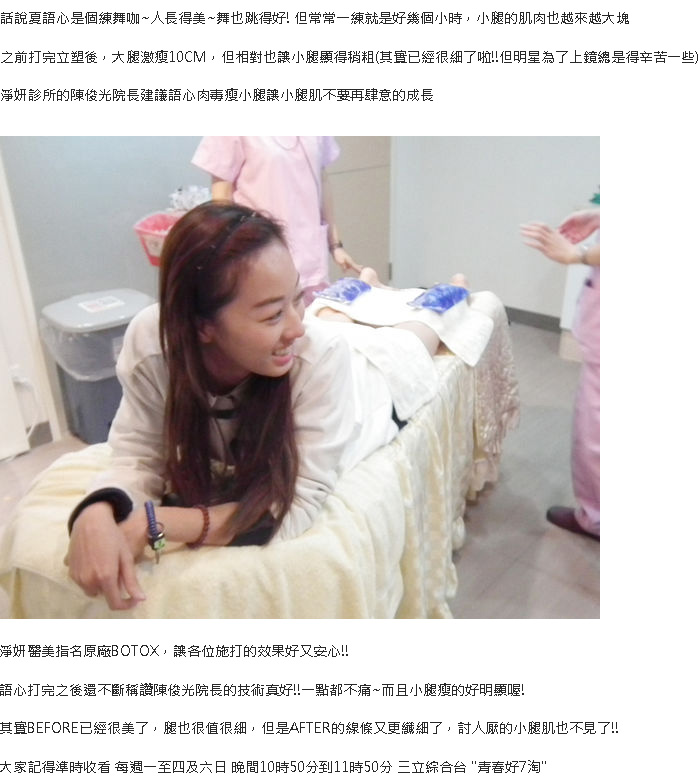 話說夏語心是個練舞咖~人長得美~舞也跳得好! 但常常一練就是好幾個小時，小腿的肌肉也越來越大塊
之前打完立塑後，大腿激瘦10CM，但相對也讓小腿顯得稍粗(其實已經很細了啦!!但明星為了上鏡總是得辛苦一些)
淨妍診所的陳俊光院長建議語心肉毒瘦小腿讓小腿肌不要再肆意的成長
淨妍醫美指名原廠BOTOX，讓各位施打的效果好又安心!!
語心打完之後還不斷稱讚陳俊光院長的技術真好!!一點都不痛~而且小腿瘦的好明顯喔!
其實BEFORE已經很美了，腿也很值很細，但是AFTER的線條又更纖細了，討人厭的小腿肌也不見了!!
大家記得準時收看 每週一至四及六日 晚間10時50分到11時50分 三立綜合台 "青春好7淘"